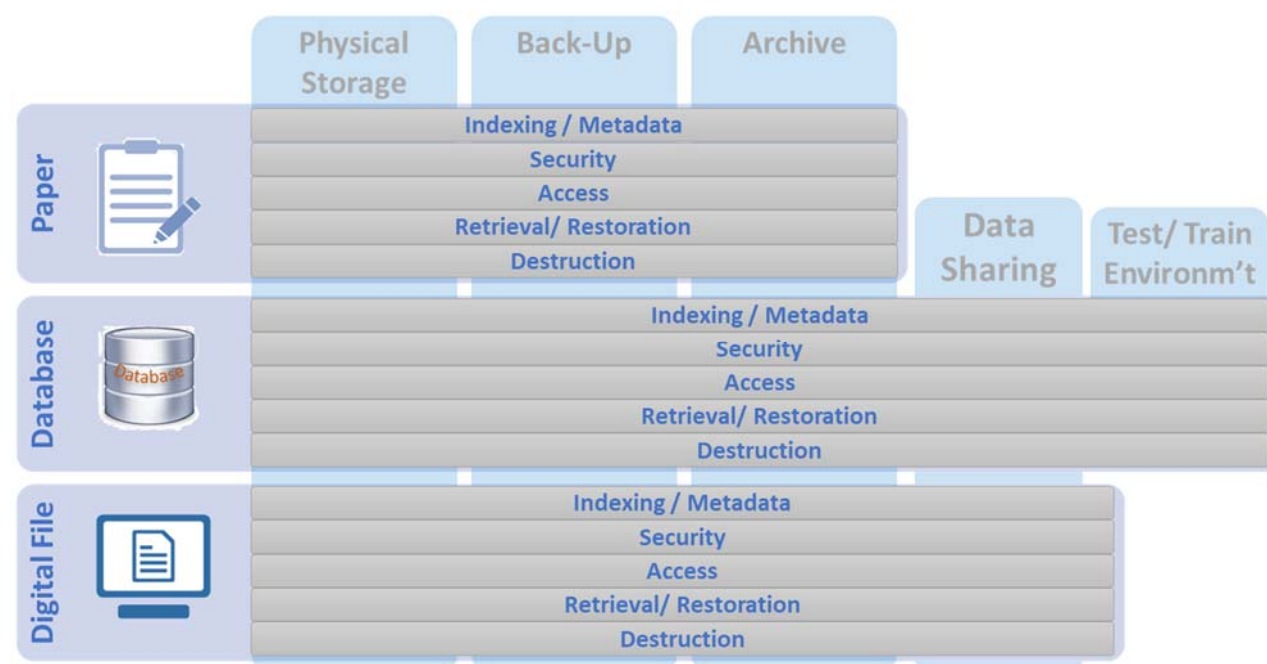 Physical
Storage
Back-Up
Archive
Paper
Indexing / Metadata
Security
Access
Retrieval/ Restoration
Destruction
Data
Sharing
Test/ Train
Environm't
Database
Database
Indexing / Metadata
Security
Access
Retrieval/ Restoration
Destruction
Digital File
Indexing / Metadata
Security
Access
Retrieval/ Restoration
Destruction